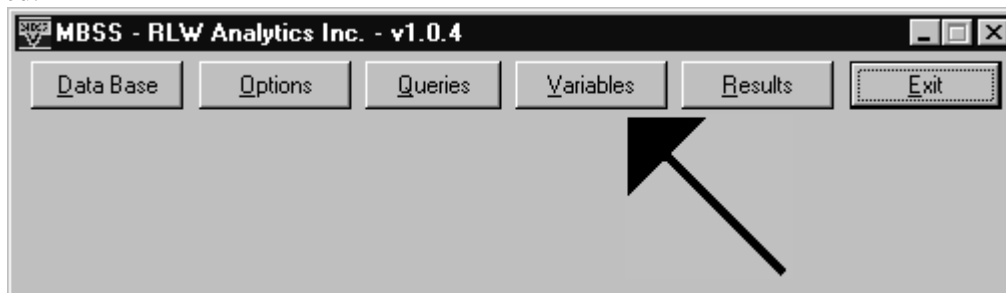 MBSS - RLW Analytics Inc. - v1.0.4
Data Base Options Queries Variables Results Exit